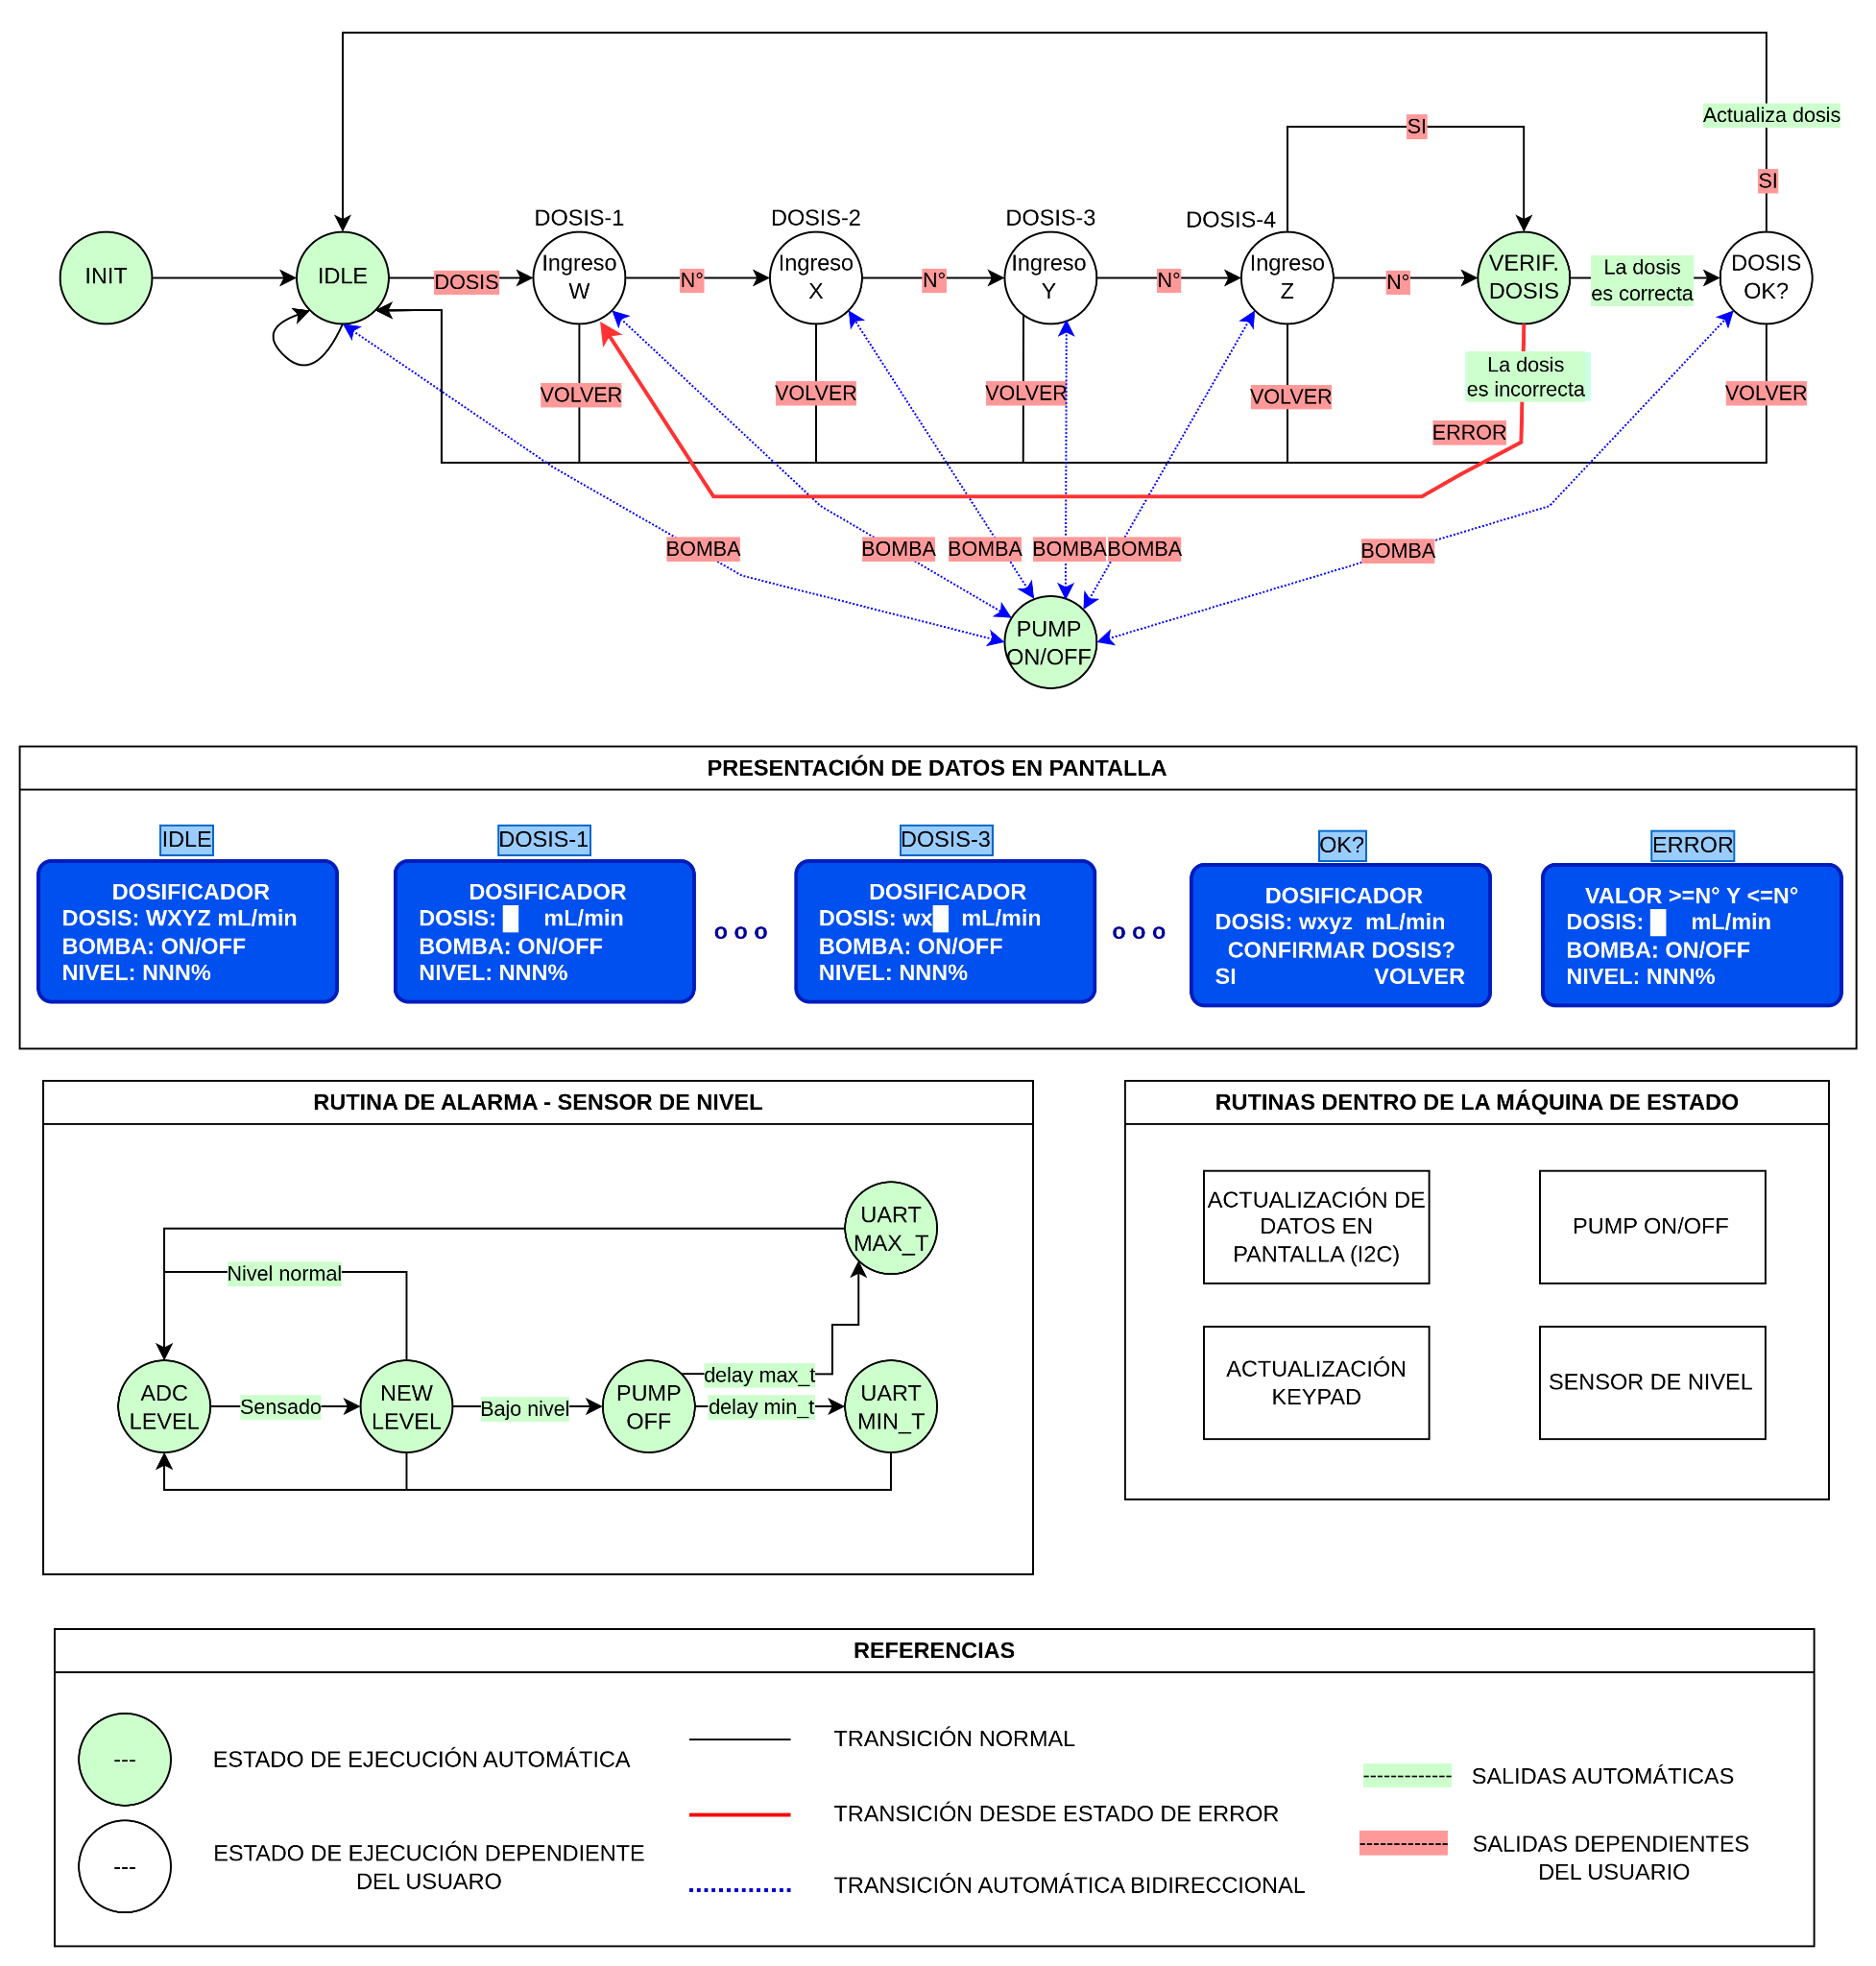 Actualiza dosis
SI
SI
DOSIS-1
DOSIS-2
DOSIS-3
DOSIS-4
INIT
IDLE
DOSIS
Ingreso
W
N°
Ingreso
X
N°
Ingreso
Y
N°
Ingreso
Z
N°
VERIF.
DOSIS
La dosis
es correcta
DOSIS
OK?
VOLVER
VOLVER
VOLVER
VOLVER
La dosis
es incorrecta
VOLVER
ERROR
BOMBA
BOMBA
BOMBA
BOMBA
BOMBA
BOMBA
PUMP
ON/OFF
PRESENTACIÓN DE DATOS EN PANTALLA
IDLE
DOSIFICADOR
DOSIS: WXYZ mL/min
BOMBA: ON/OFF
NIVEL: NNN%
DOSIS-1
DOSIFICADOR
DOSIS: █ mL/min
BOMBA: ON/OFF
NIVEL: NNN%
o o o
DOSIS-3
DOSIFICADOR
DOSIS: wx█ mL/min
BOMBA: ON/OFF
NIVEL: NNN%
o o o
OK?
DOSIFICADOR
DOSIS: wxyz mL/min
CONFIRMAR DOSIS?
SI VOLVER
ERROR
VALOR >=N° Y <=N°
DOSIS: █ mL/min
BOMBA: ON/OFF
NIVEL: NNN%
RUTINA DE ALARMA - SENSOR DE NIVEL
UART
MAX_T
Nivel normal
ADC
LEVEL
Sensado
NEW
LEVEL
Bajo nivel
PUMP
OFF
delay max_t
delay min_t
UART
MIN_T
RUTINAS DENTRO DE LA MÁQUINA DE ESTADO
ACTUALIZACIÓN DE
DATOS EN
PANTALLA (I2C)
PUMP ON/OFF
ACTUALIZACIÓN
KEYPAD
SENSOR DE NIVEL
REFERENCIAS
---
ESTADO DE EJECUCIÓN AUTOMÁTICA
---
ESTADO DE EJECUCIÓN DEPENDIENTE
DEL USUARO
TRANSICIÓN NORMAL
TRANSICIÓN DESDE ESTADO DE ERROR
TRANSICIÓN AUTOMÁTICA BIDIRECCIONAL
-------------
SALIDAS AUTOMÁTICAS
-------------
SALIDAS DEPENDIENTES
DEL USUARIO